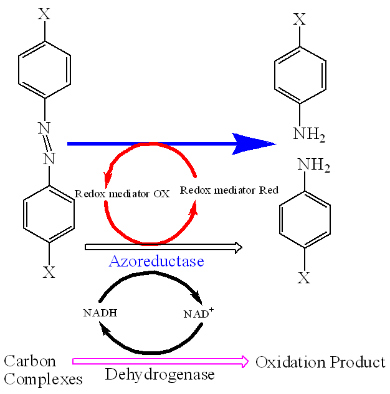 X
X
N
N
NH2
NH2
Redox mediator OX
Redox mediator Red
X
X
Azoreductase
NADH
NAD+
Carbon
Complexes
Oxidation Product
Dehydrogenase